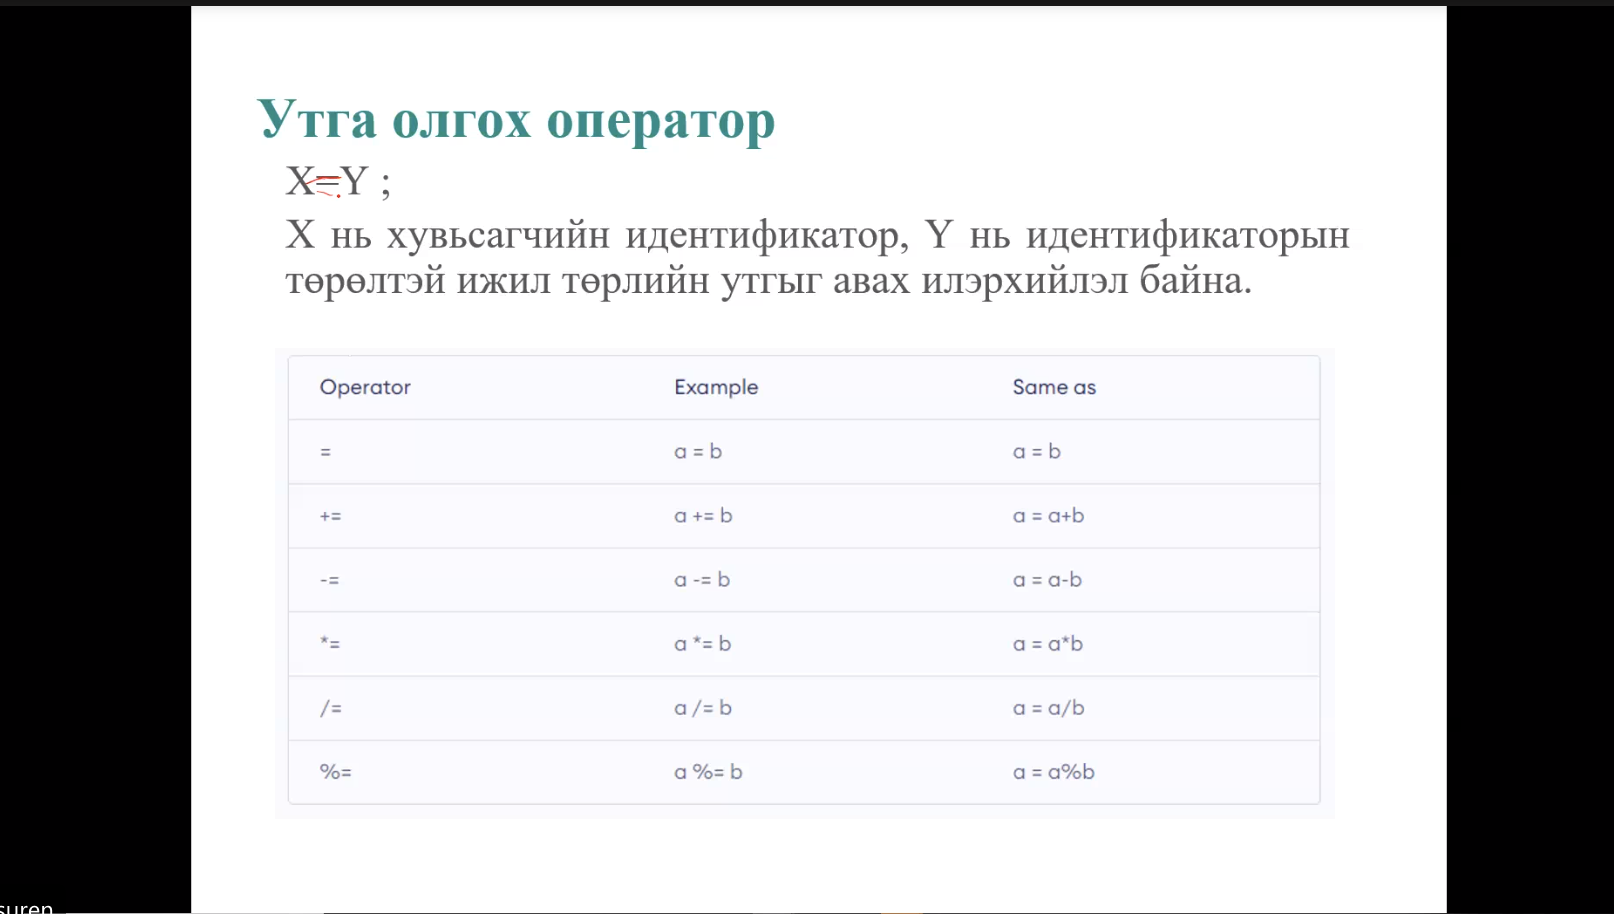 Утга олгох оператор
X=Y ;
X нь хувьсагчийн идентификатор, Y нь идентификаторын
төрөлтэй ижил төрлийн утгыг авах илэрхийлэл байна.
Operator Example Same as
= a = b a = b
+= a += b a = a+b
-= a -= b a = a-b
*= a *= b a = a*b
/= a /= b a = a/b
%= a %= b a = a%b